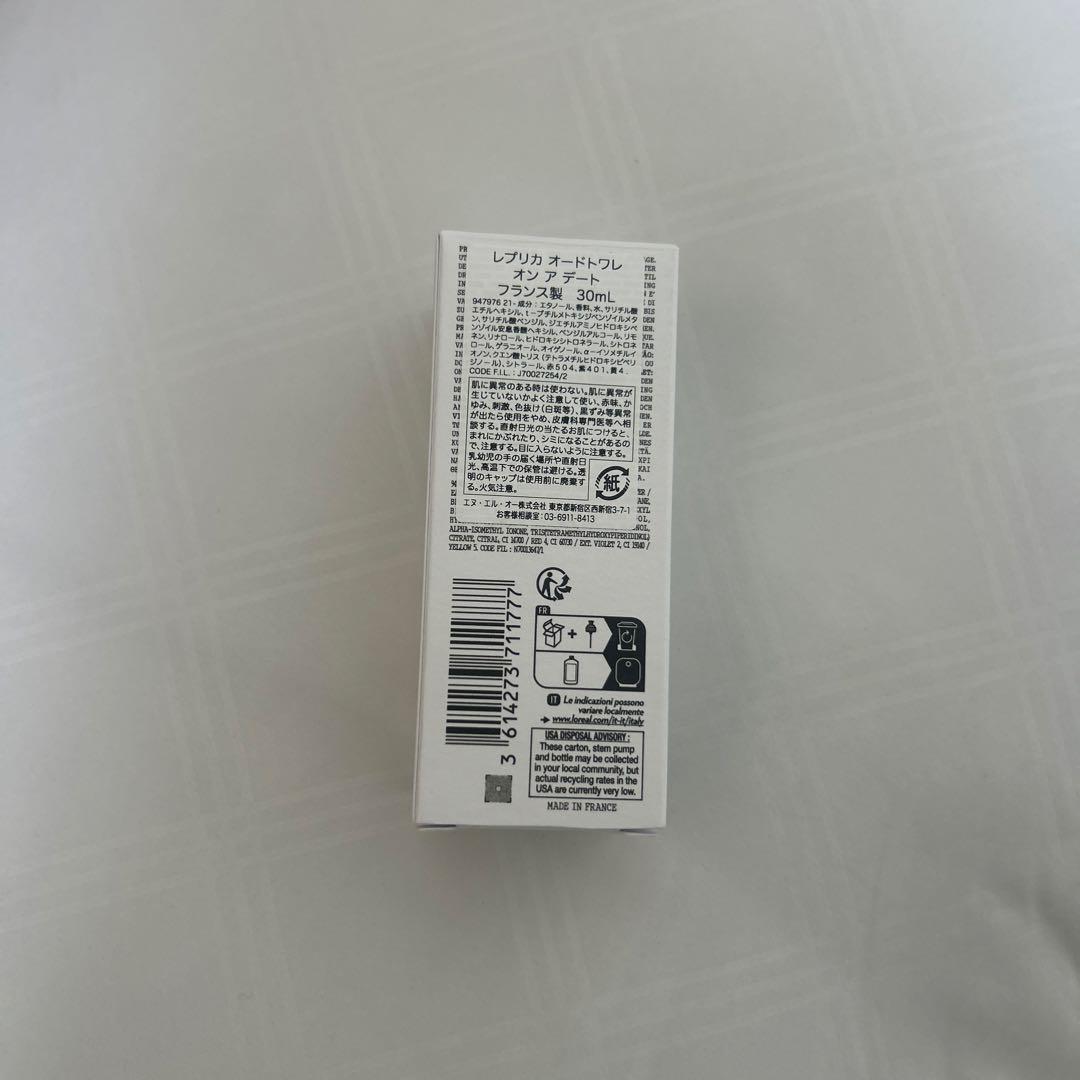 レプリカ オードトワレ
オン ア デート
フランス製 30mL
947976 21-成分：エタノール、香料、水、サリチル酸
エチルヘキシル、t－ブチルメトキシジベンゾイルメタ
ン、サリチル酸ベンジル、ジエチルアミノヒドロキシベ
ンゾイル安息香酸ヘキシル、ベンジルアルコール、リモ
ネン、リナロール、ヒドロキシシトロネラール、シトロネ
ロール、ゲラニオール、オイゲノール、α－イソメチルイ
オノン、クエン酸トリス（テトラメチルヒドロキシピペリ
ジノール）、シトラール、赤504、紫401、黄4．
CODE F.I.L.：J70027254/2
肌に異常のある時は使わない。肌に異常が
生じていないかよく注意して使い、赤味、か
ゆみ、刺激、色抜け（白斑等）、黒ずみ等異常
が出たら使用をやめ、皮膚科専門医等へ相
談する。直射日光の当たるお肌につけると、
まれにかぶれたり、シミになることがあるの
で、注意する。目に入らないように注意する。
乳幼児の手の届く場所や直射日
光、高温下での保管は避ける。透
明のキャップは使用前に廃棄す
る。火気注意。
紙
エヌ・エル・オー株式会社 東京都新宿区西新宿3-7-1
お客様相談室：03-6911-8413
ALPHA-ISOMETHYL IONONE, TRIS(TETRAMETHYLHYDROXYPIPERIDINOL)
CITRATE, CITRAL, CI 14700 / RED 4, CI 60730 / EXT. VIOLET 2, CI 19140 /
YELLOW 5. CODE FIL : N70013647/1
3 614273 711777
FR
IT Le indicazioni possono
variare localmente
www.loreal.com/it-it/italy
USA DISPOSAL ADVISORY :
These carton, stem pump
and bottle may be collected
in your local community, but
actual recycling rates in the
USA are currently very low.
MADE IN FRANCE